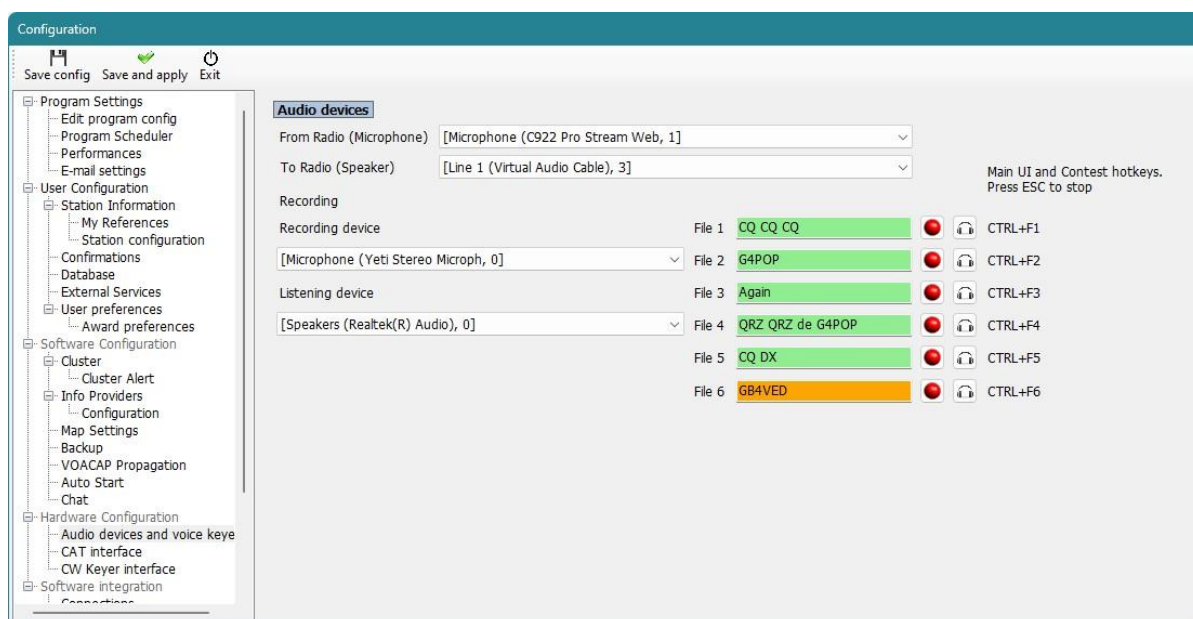 Configuration
Save config Save and apply Exit
Program Settings
Edit program config
Program Scheduler
Performances
E-mail settings
User Configuration
Station Information
My References
Station configuration
Confirmations
Database
External Services
User preferences
Award preferences
Software Configuration
Cluster
Cluster Alert
Info Providers
Configuration
Map Settings
Backup
VOACAP Propagation
Auto Start
Chat
Hardware Configuration
Audio devices and voice keye
CAT interface
CW Keyer interface
Software integration
Connections
Audio devices
From Radio (Microphone) [Microphone (C922 Pro Stream Web, 1]
To Radio (Speaker) [Line 1 (Virtual Audio Cable), 3]
Recording
Recording device
[Microphone (Yeti Stereo Microph, 0]
Listening device
[Speakers (Realtek(R) Audio), 0]
Main UI and Contest hotkeys.
Press ESC to stop
File 1 CQ CQ CQ CTRL+F1
File 2 G4POP CTRL+F2
File 3 Again CTRL+F3
File 4 QRZ QRZ de G4POP CTRL+F4
File 5 CQ DX CTRL+F5
File 6 GB4VED CTRL+F6